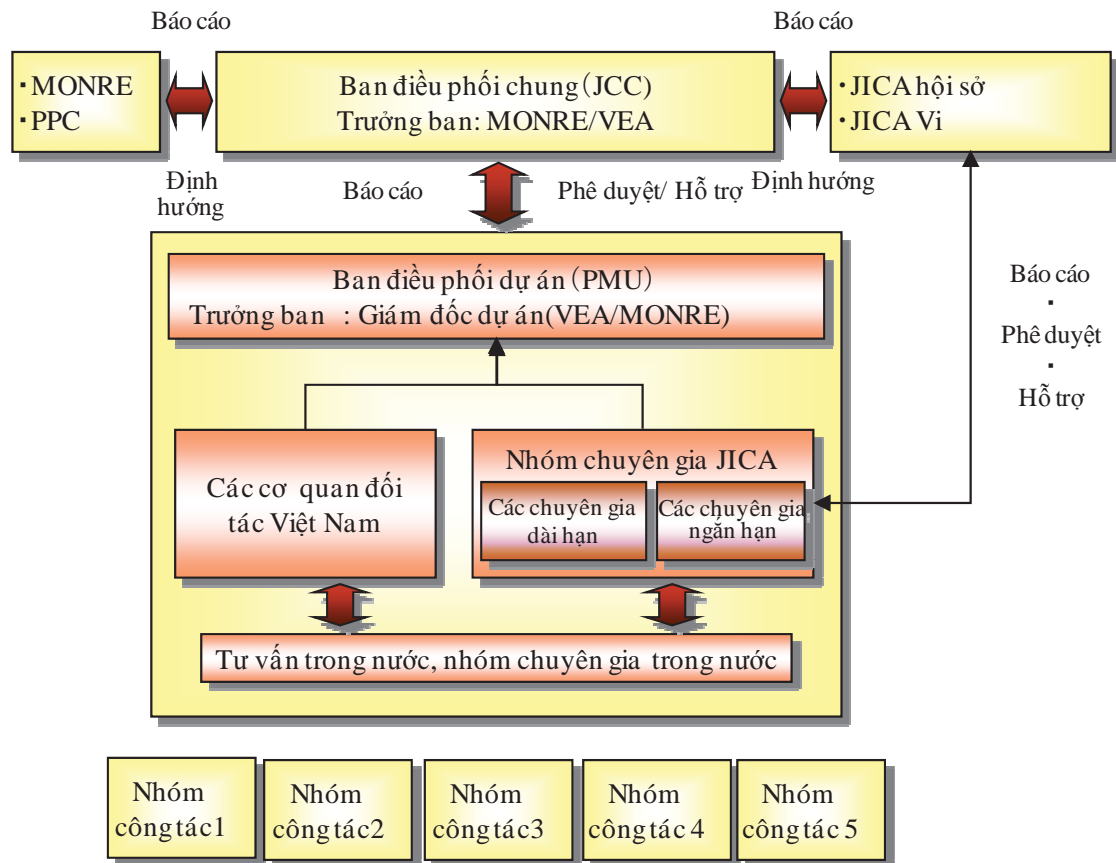 Báo cáo
Báo cáo
・MONRE
・PPC
Ban điều phối chung(JCC)
Trưởng ban: MONRE/VEA
・JICA hội sở
・JICA Vi
Định
hướng
Báo cáo
Phê duyệt/ Hỗ trợ
Định hướng
Ban điều phối dự án(PMU)
Trưởng ban : Giám đốc dự án(VEA/MONRE)
Báo cáo
・
Phê duyệt
・
Hỗ trợ
Các cơ quan đối
tác Việt Nam
Nhóm chuyên gia JICA
Các chuyên gia
dài hạn
Các chuyên gia
ngắn hạn
Tư vấn trong nước, nhóm chuyên gia trong nước
Nhóm
công tác1
Nhóm
công tác2
Nhóm
công tác3
Nhóm
công tác 4
Nhóm
công tác 5